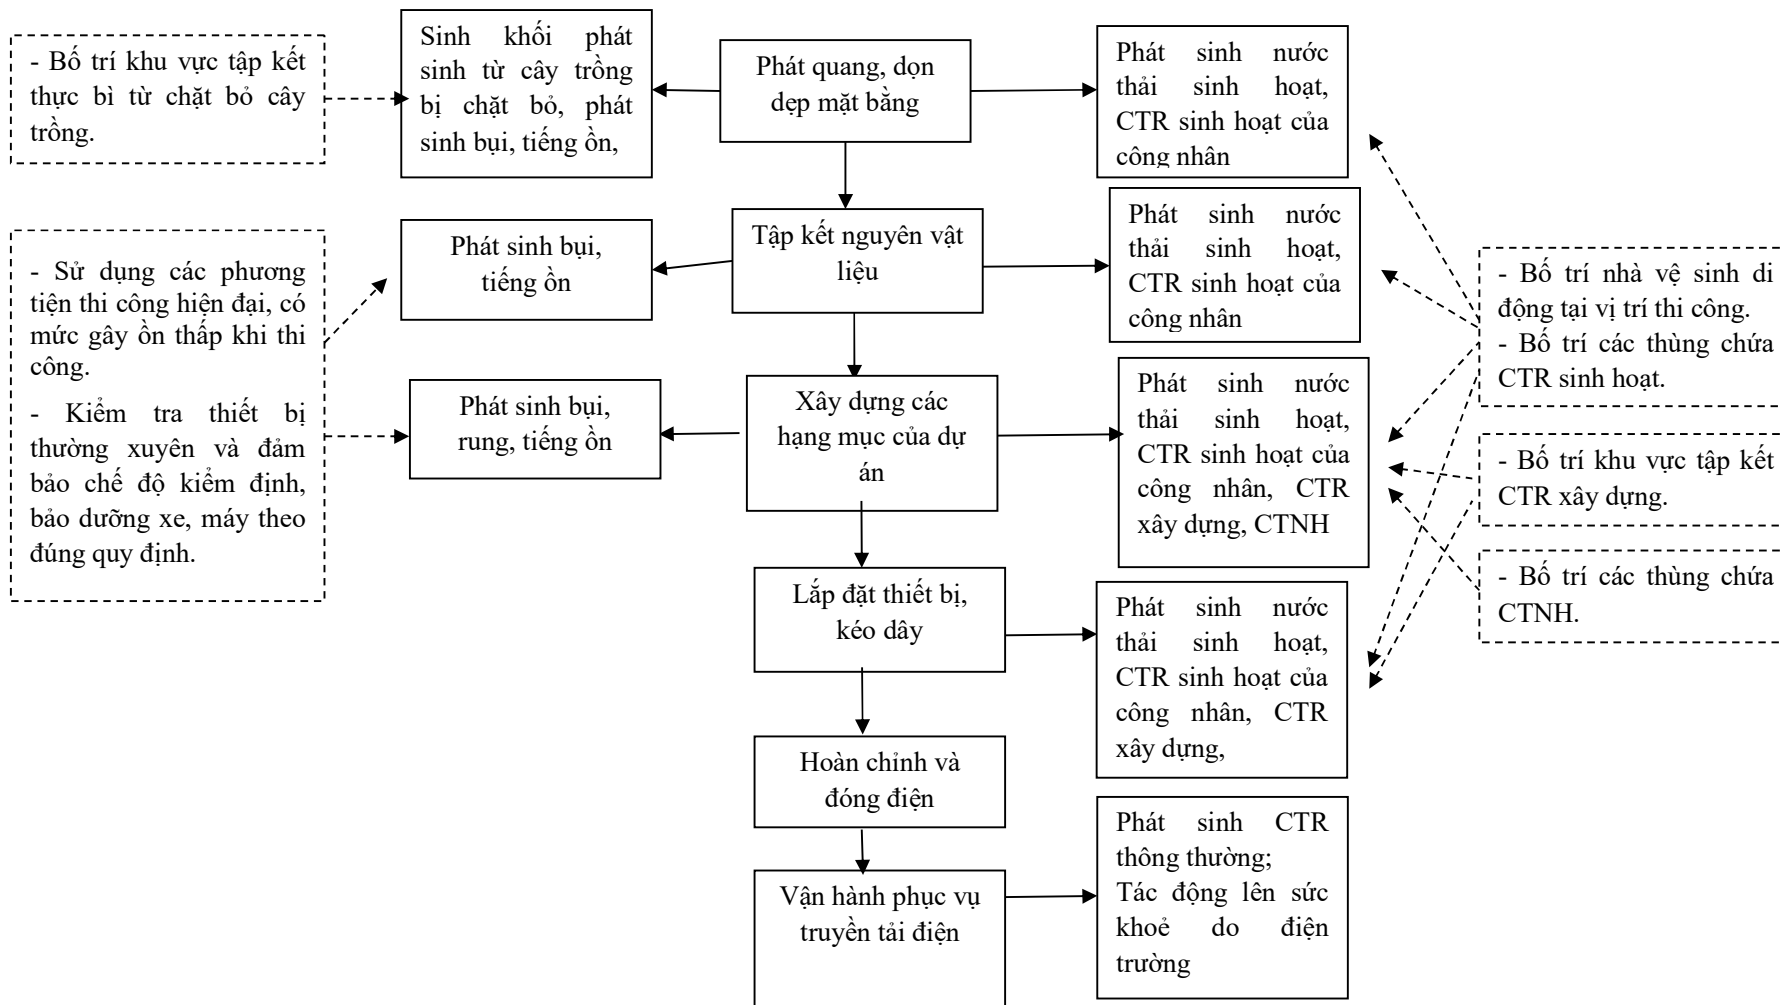 - Bố trí khu vực tập kết
thực bì từ chặt bỏ cây
trồng.
Sinh khối phát
sinh từ cây trồng
bị chặt bỏ, phát
sinh bụi, tiếng ồn,
Phát quang, dọn
dẹp mặt bằng
Phát sinh nước
thải sinh hoạt,
CTR sinh hoạt của
công nhân
- Sử dụng các phương
tiện thi công hiện đại, có
mức gây ồn thấp khi thi
công.
- Kiểm tra thiết bị
thường xuyên và đảm
bảo chế độ kiểm định,
bảo dưỡng xe, máy theo
đúng quy định.
Phát sinh bụi,
tiếng ồn
Tập kết nguyên vật
liệu
Phát sinh nước
thải sinh hoạt,
CTR sinh hoạt của
công nhân
- Bố trí nhà vệ sinh di
động tại vị trí thi công.
- Bố trí các thùng chứa
CTR sinh hoạt.
Phát sinh bụi,
rung, tiếng ồn
Xây dựng các
hạng mục của dự
án
Phát sinh nước
thải sinh hoạt,
CTR sinh hoạt của
công nhân, CTR
xây dựng, CTNH
- Bố trí khu vực tập kết
CTR xây dựng.
- Bố trí các thùng chứa
CTNH.
Lắp đặt thiết bị,
kéo dây
Phát sinh nước
thải sinh hoạt,
CTR sinh hoạt của
công nhân, CTR
xây dựng,
Hoàn chỉnh và
đóng điện
Vận hành phục vụ
truyền tải điện
Phát sinh CTR
thông thường;
Tác động lên sức
khoẻ do điện
trường